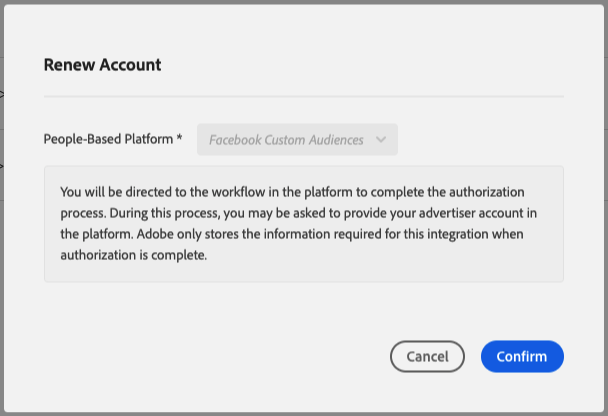 Renew Account
People-Based Platform * Facebook Custom Audiences
You will be directed to the workflow in the platform to complete the authorization
process. During this process, you may be asked to provide your advertiser account in
the platform. Adobe only stores the information required for this integration when
authorization is complete.
Cancel Confirm